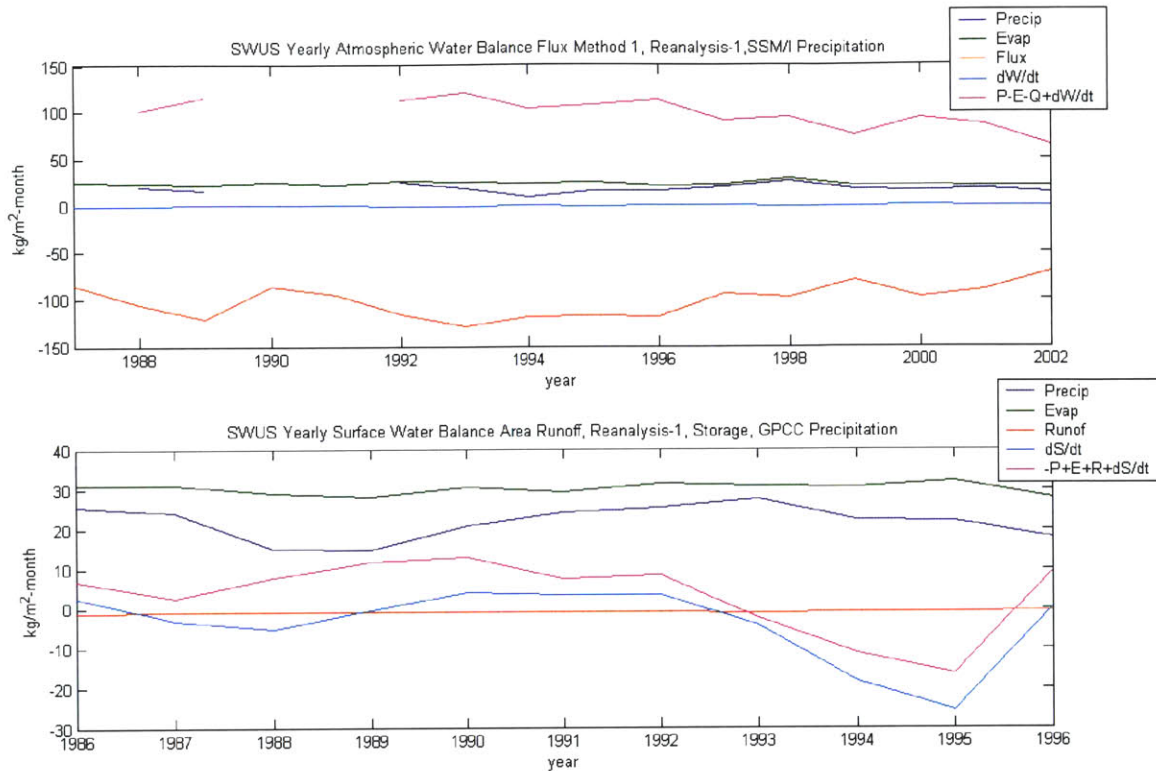 Precip
Evap
Flux
dW/dt
P-E-Q+dW/dt
SWUS Yearly Atmospheric Water Balance Flux Method 1, Reanalysis-1,SSM/I Precipitation
150
100
50
0
-50
-100
-150
kg/m²-month
1988 1990 1992 1994 1996 1998 2000 2002
year
Precip
Evap
Runof
dS/dt
-P+E+R+dS/dt
SWUS Yearly Surface Water Balance Area Runoff, Reanalysis-1, Storage, GPCC Precipitation
40
30
20
10
0
-10
-20
-30
kg/m²-month
1986 1987 1988 1989 1990 1991 1992 1993 1994 1995 1996
year